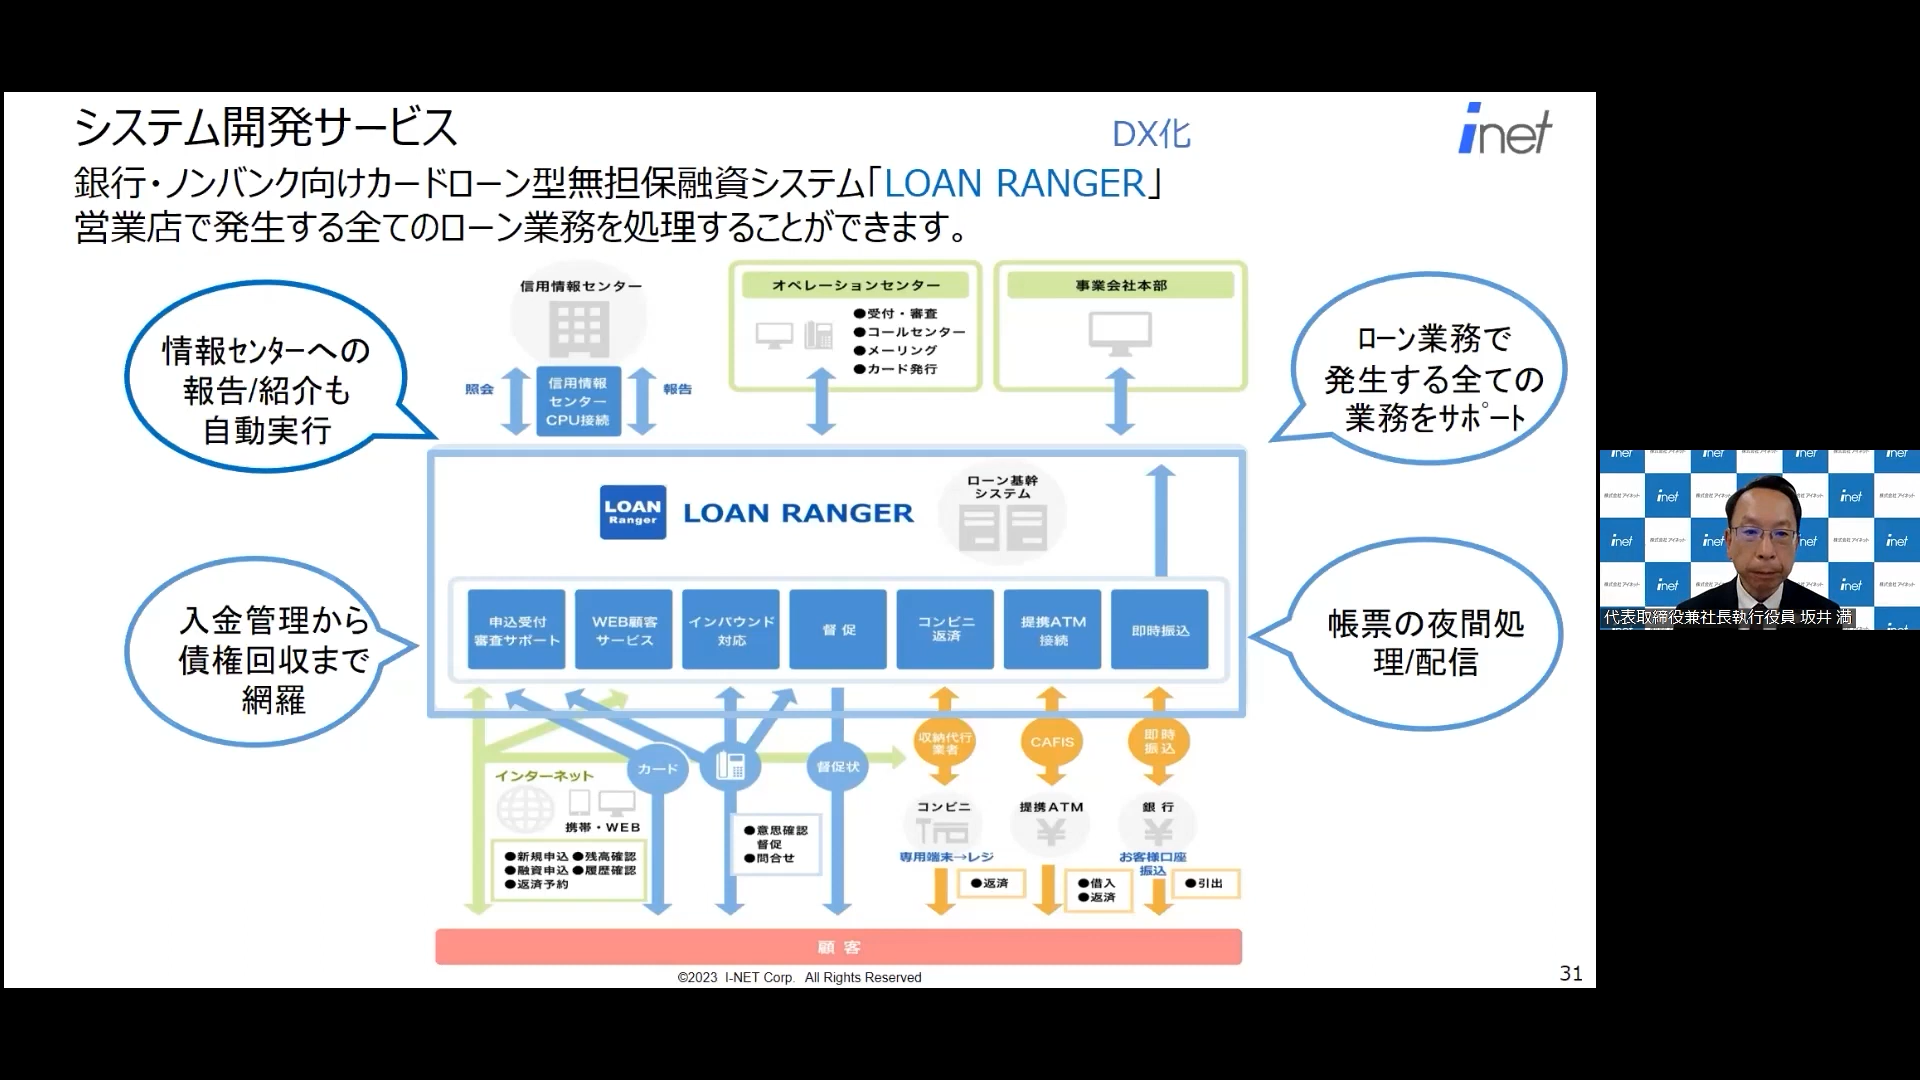 システム開発サービス
DX化
inet
銀行・ノンバンク向けカードローン型無担保融資システム「LOAN RANGER」
営業店で発生する全てのローン業務を処理することができます。
情報ｾﾝﾀｰへの
報告/紹介も
自動実行
信用情報センター
照会
信用情報
センター
CPU接続
報告
オペレーションセンター
●受付・審査
●コールセンター
●メーリング
●カード発行
事業会社本部
ﾛｰﾝ業務で
発生する全ての
業務をｻﾎﾟｰﾄ
LOAN
Ranger
LOAN RANGER
ローン基幹
システム
入金管理から
債権回収まで
網羅
申込受付
審査サポート
WEB顧客
サービス
インバウンド
対応
督 促
コンビニ
返済
提携ATM
接続
即時振込
帳票の夜間処
理/配信
インターネット
携帯・WEB
●新規申込 ●残高確認
●融資申込 ●履歴確認
●返済予約
カード
●意思確認
督促
●問合せ
督促状
収納代行
業者
コンビニ
専用端末→レジ
●返済
CAFIS
提携ATM
●借入
●返済
即時
振込
銀 行
お客様口座
振込
●引出
顧 客
©2023 I-NET Corp. All Rights Reserved
31
inet
株式会社アイネット
代表取締役兼社長執行役員 坂井 満